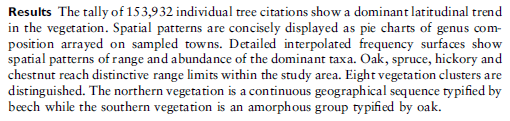 Results The tally of 153,932 individual tree citations show a dominant latitudinal trend
in the vegetation. Spatial patterns are concisely displayed as pie charts of genus com-
position arrayed on sampled towns. Detailed interpolated frequency surfaces show
spatial patterns of range and abundance of the dominant taxa. Oak, spruce, hickory and
chestnut reach distinctive range limits within the study area. Eight vegetation clusters are
distinguished. The northern vegetation is a continuous geographical sequence typified by
beech while the southern vegetation is an amorphous group typified by oak.